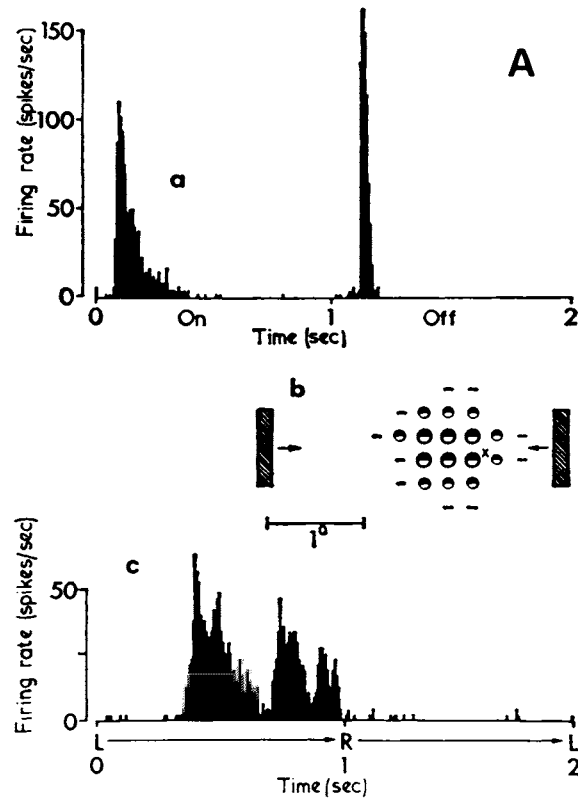 A
Firing rate (spikes/sec)
150
100
50
0
a
0 1 2
On Off
Time (sec)
b
x
1°
c
Firing rate (spikes/sec)
50
0
L R L
0 1 2
Time (sec)